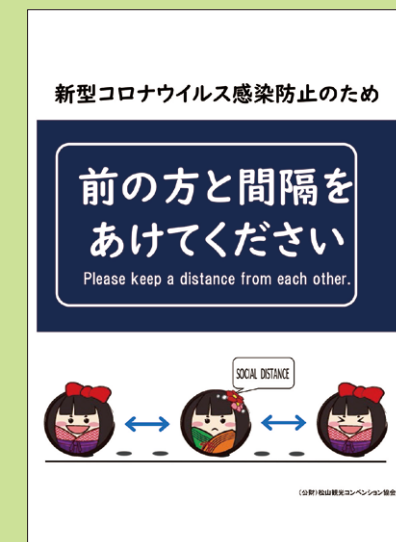 新型コロナウイルス感染防止のため
前の方と間隔を
あけてください
Please keep a distance from each other.
SOCIAL DISTANCE
(公財)松山観光コンベンション協会